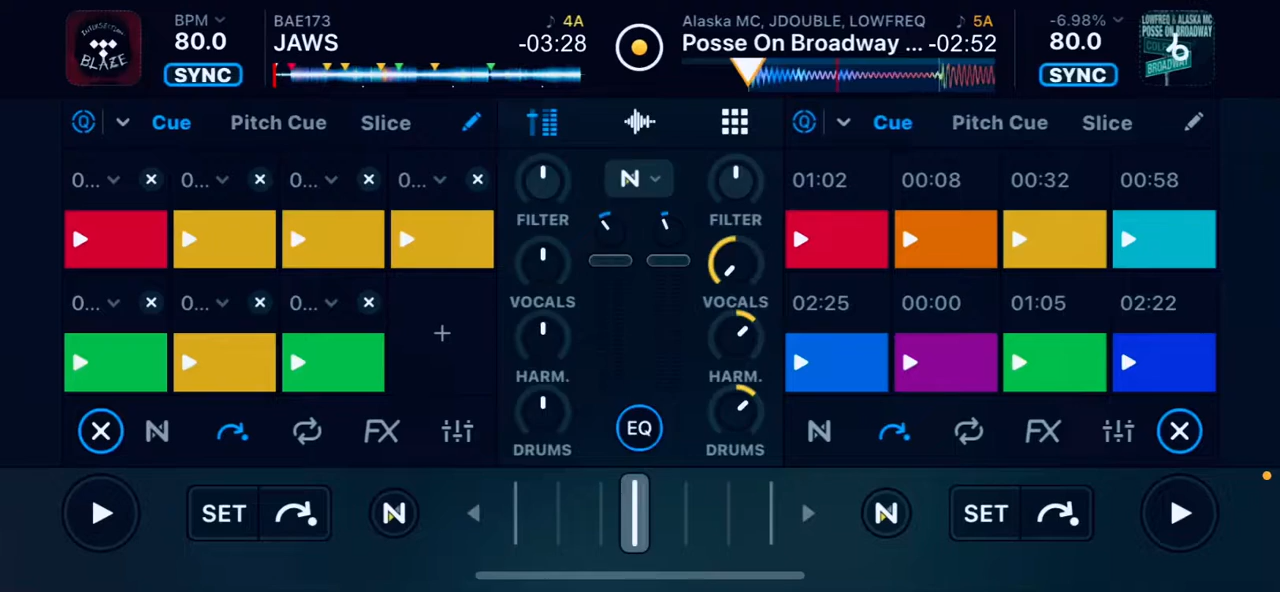 BPM
80.0
SYNC
BAE173
JAWS
4A
-03:28
Alaska MC, JDOUBLE, LOWFREQ
5A
Posse On Broadway ...
-02:52
-6.98%
80.0
SYNC
BLAZE
LOWFREQ & ALASKA MC
POSSE ON BROADWAY
BROADWAY
Q
Cue
Pitch Cue
Slice
Q
Cue
Pitch Cue
Slice
0...
0...
0...
0...
N
01:02
00:08
00:32
00:58
FILTER
FILTER
VOCALS
VOCALS
0...
0...
0...
02:25
00:00
01:05
02:22
HARM.
HARM.
N
FX
EQ
N
FX
DRUMS
DRUMS
SET
N
N
SET